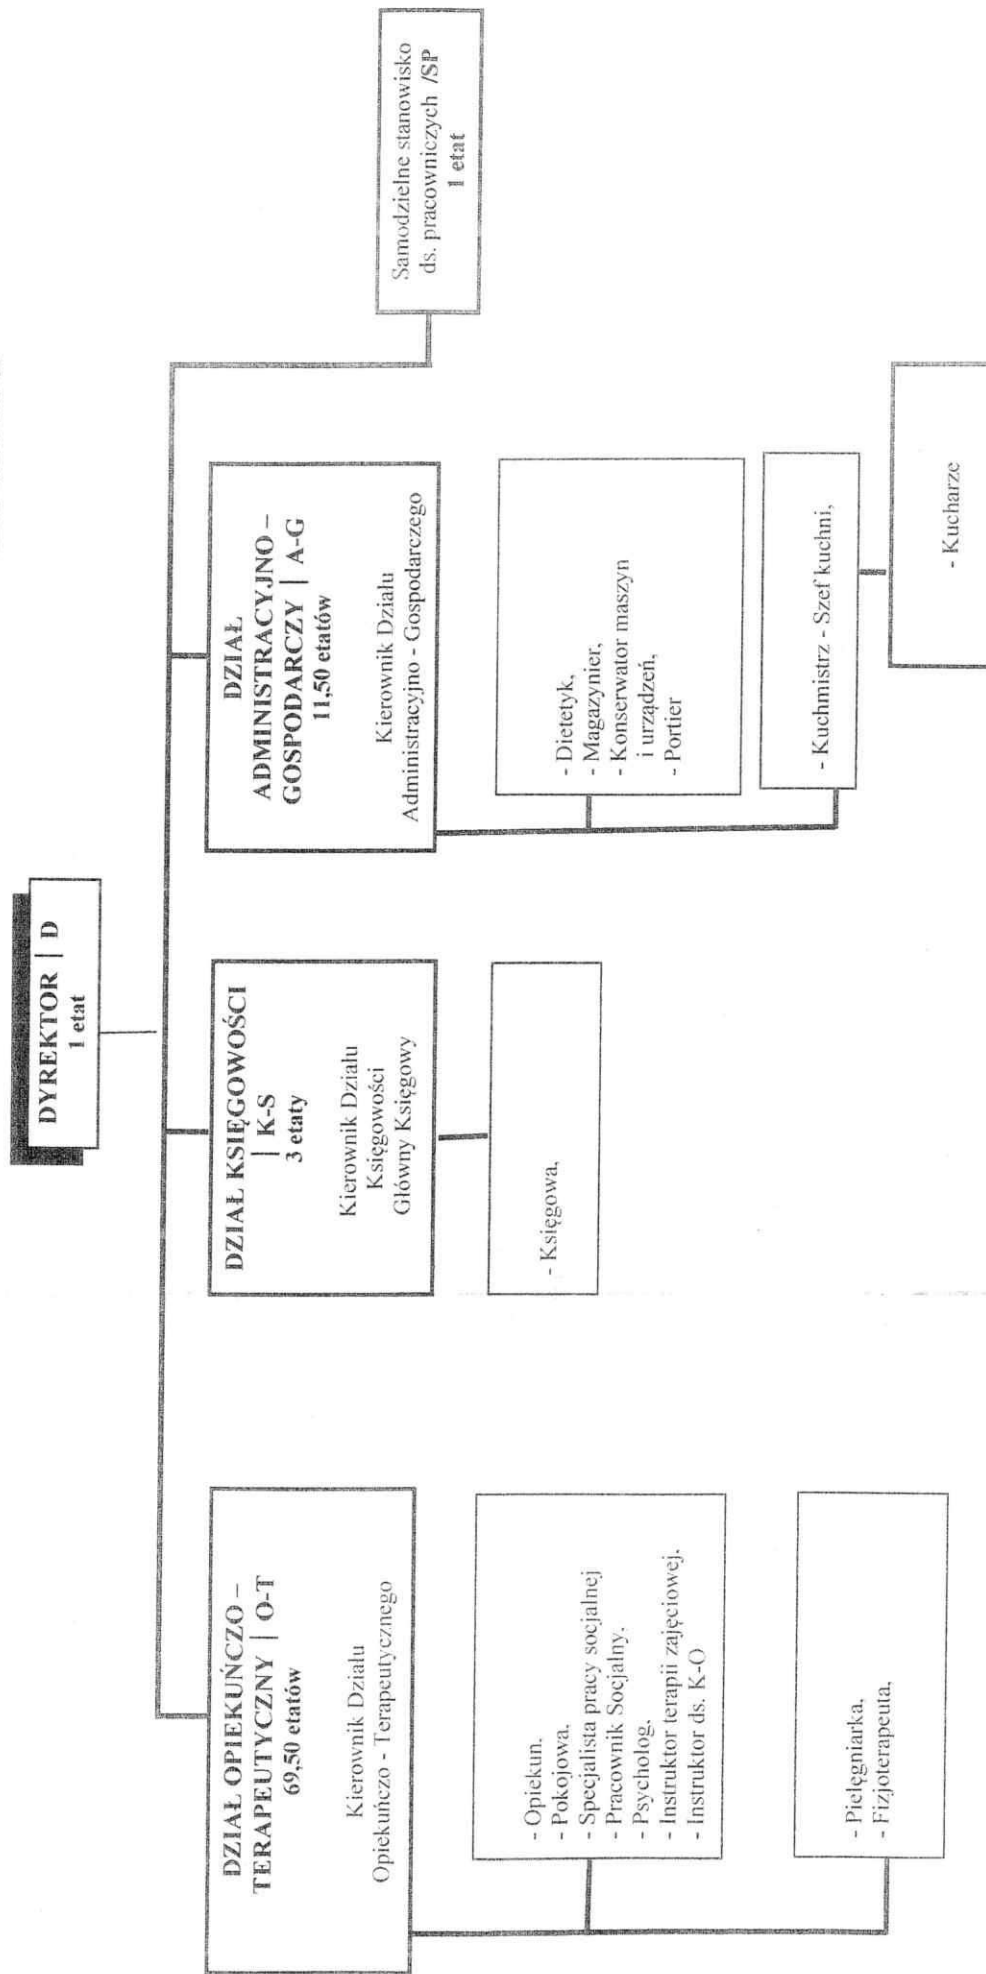 DYREKTOR | D
1 etat
DZIAŁ OPIEKUŃCZO –
TERAPEUTYCZNY | O-T
69,50 etatów
Kierownik Działu
Opiekuńczo - Terapeutycznego
- Opiekun.
- Pokojowa.
- Specjalista pracy socjalnej
- Pracownik Socjalny,
- Psycholog,
- Instruktor terapii zajęciowej.
- Instruktor ds. K-O
- Pielęgniarka,
- Fizjoterapeuta,
DZIAŁ KSIĘGOWOŚCI
| K-S
3 etaty
Kierownik Działu
Księgowości
Główny Księgowy
- Księgowa,
DZIAŁ
ADMINISTRACYJNO –
GOSPODARCZY | A-G
11,50 etatów
Kierownik Działu
Administracyjno - Gospodarczego
- Dietetyk,
- Magazynier,
- Konserwator maszyn
i urządzeń,
- Portier
- Kuchmistrz - Szef kuchni,
- Kucharze
Samodzielne stanowisko
ds. pracowniczych /SP
1 etat